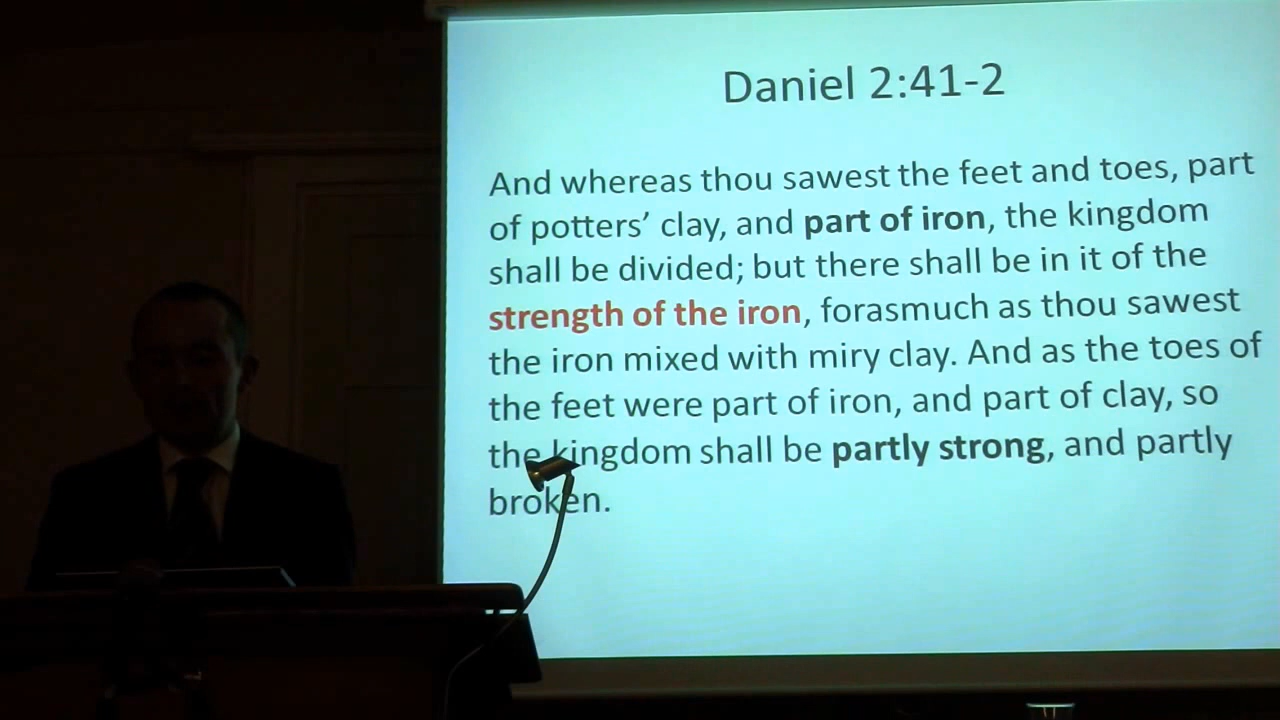 Daniel 2:41-2
And whereas thou sawest the feet and toes, part
of potters’ clay, and part of iron, the kingdom
shall be divided; but there shall be in it of the
strength of the iron, forasmuch as thou sawest
the iron mixed with miry clay. And as the toes of
the feet were part of iron, and part of clay, so
the kingdom shall be partly strong, and partly
broken.